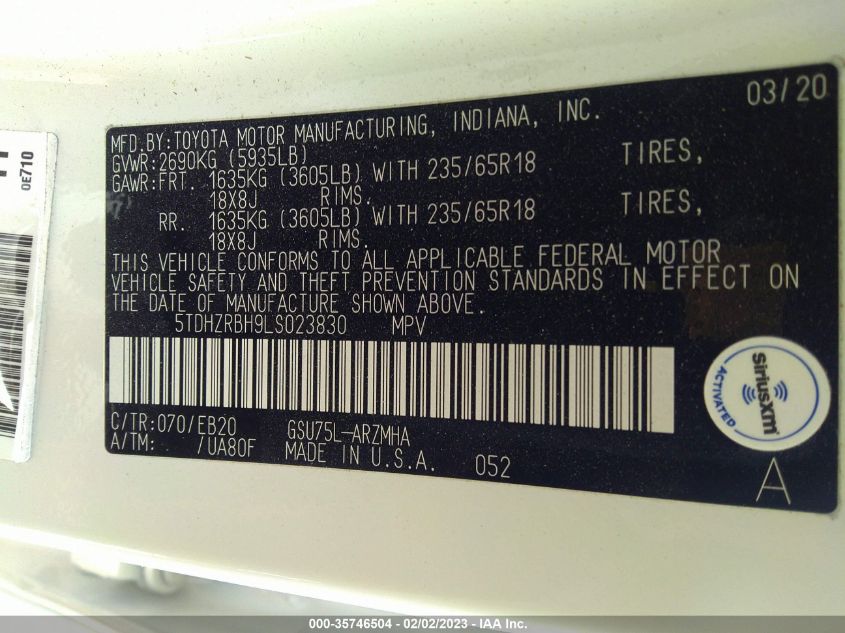 03/20
MFD.BY:TOYOTA MOTOR MANUFACTURING, INDIANA, INC.
GVWR:2690KG (5935LB)
GAWR:FRT. 1635KG (3605LB) WITH 235/65R18 TIRES,
18X8J RIMS.
RR. 1635KG (3605LB) WITH 235/65R18 TIRES,
18X8J RIMS.
THIS VEHICLE CONFORMS TO ALL APPLICABLE FEDERAL MOTOR
VEHICLE SAFETY AND THEFT PREVENTION STANDARDS IN EFFECT ON
THE DATE OF MANUFACTURE SHOWN ABOVE.
5TDHZRBH9LS023830 MPV
C/TR:070/EB20 GSU75L-ARZMHA
A/TM: /UA80F MADE IN U.S.A. 052
SiriusXM
ACTIVATED
A
0E710
000-35746504 - 02/02/2023 - IAA Inc.